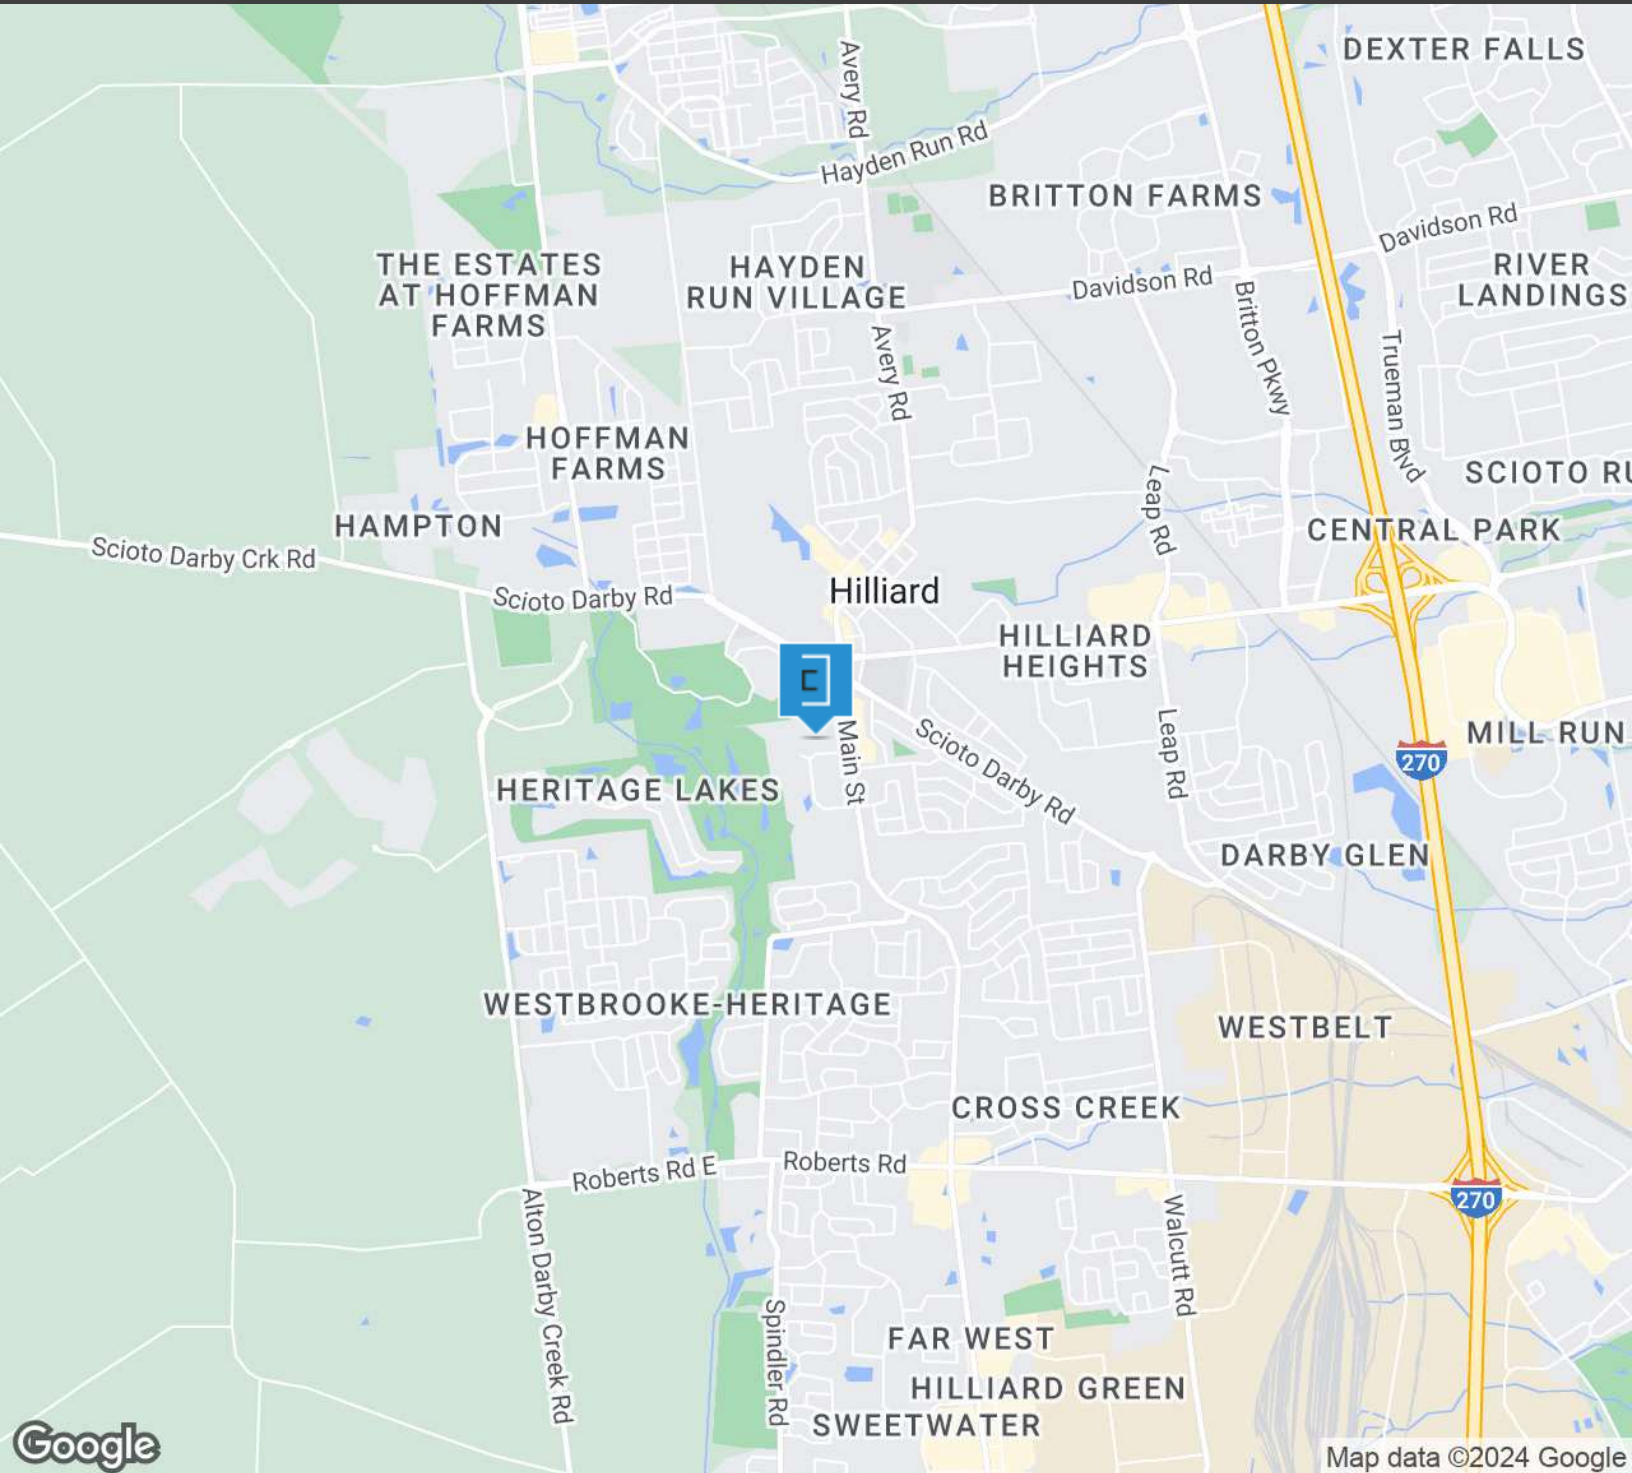 DEXTER FALLS
Avery Rd
Hayden Run Rd
BRITTON FARMS
Davidson Rd
THE ESTATES
AT HOFFMAN
FARMS
HAYDEN
RUN VILLAGE
RIVER
LANDINGS
Davidson Rd
Britton Pkwy
Avery Rd
Trueman Blvd
HOFFMAN
FARMS
Leap Rd
SCIOTO RU
HAMPTON
CENTRAL PARK
Scioto Darby Crk Rd
Scioto Darby Rd
Hilliard
HILLIARD
HEIGHTS
Main St
Scioto Darby Rd
Leap Rd
MILL RUN
270
HERITAGE LAKES
DARBY GLEN
WESTBROOKE-HERITAGE
WESTBELT
CROSS CREEK
Roberts Rd E
Roberts Rd
270
Alton Darby Creek Rd
Walcutt Rd
Spindler Rd
FAR WEST
HILLIARD GREEN
SWEETWATER
Google
Map data ©2024 Google